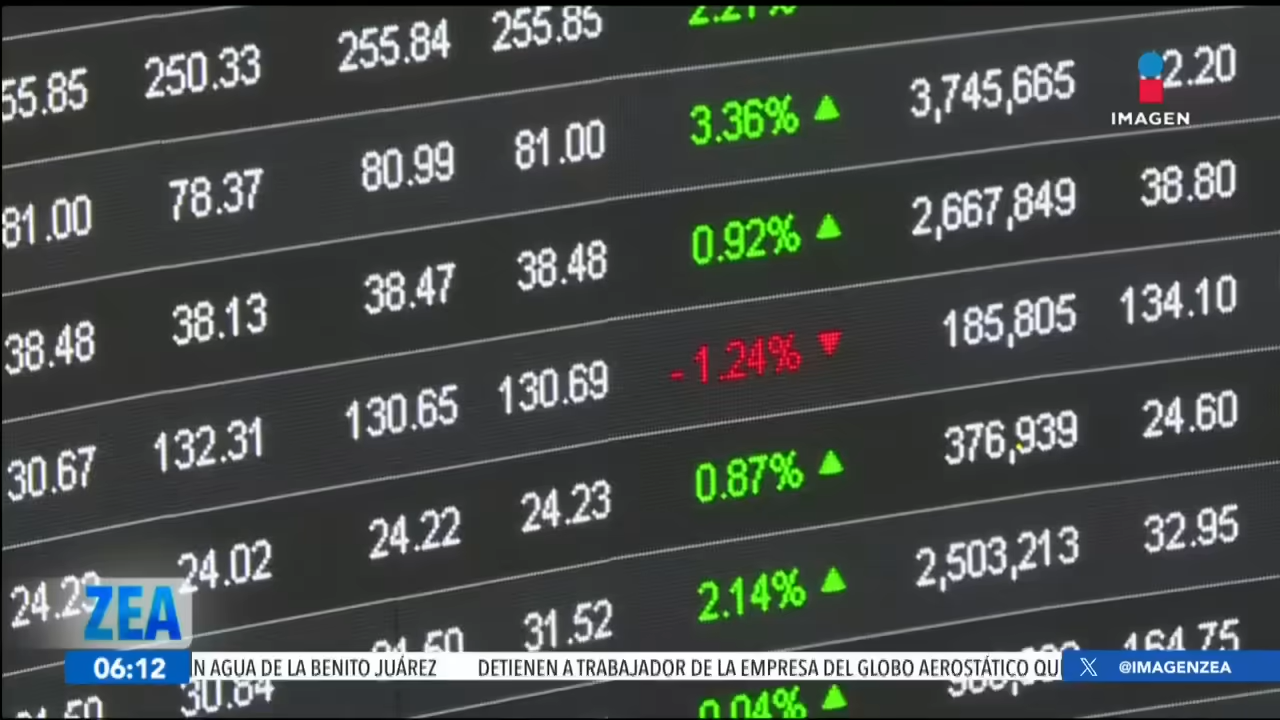 255.84 255.85
55.85 250.33 2.20
IMAGEN
81.00 78.37 80.99 81.00 3.36% ▲ 3,745,665
38.48 38.13 38.47 38.48 0.92% ▲ 2,667,849 38.80
30.67 132.31 130.65 130.69 -1.24% ▼ 185,805 134.10
24.02 24.22 24.23 0.87% ▲ 376,939 24.60
31.52 2.14% ▲ 2,503,213 32.95
0.04% ▲ 164.75
ZEA
06:12 N AGUA DE LA BENITO JUÁREZ DETIENEN A TRABAJADOR DE LA EMPRESA DEL GLOBO AEROSTÁTICO QU X @IMAGENZEA